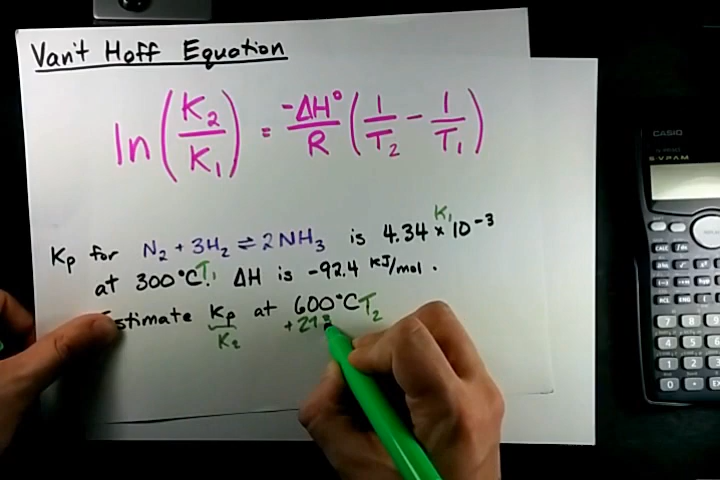 Van't Hoff Equation
ln(K₂/K₁) = -ΔH°/R (1/T₂ - 1/T₁)
K₁
Kp for N₂ + 3H₂ ⇌ 2NH₃ is 4.34 × 10⁻³
at 300°C. T₁ ΔH is -92.4 KJ/mol.
Estimate Kp at 600°C T₂
K₂ +273
CASIO
S-V.P.A.M.